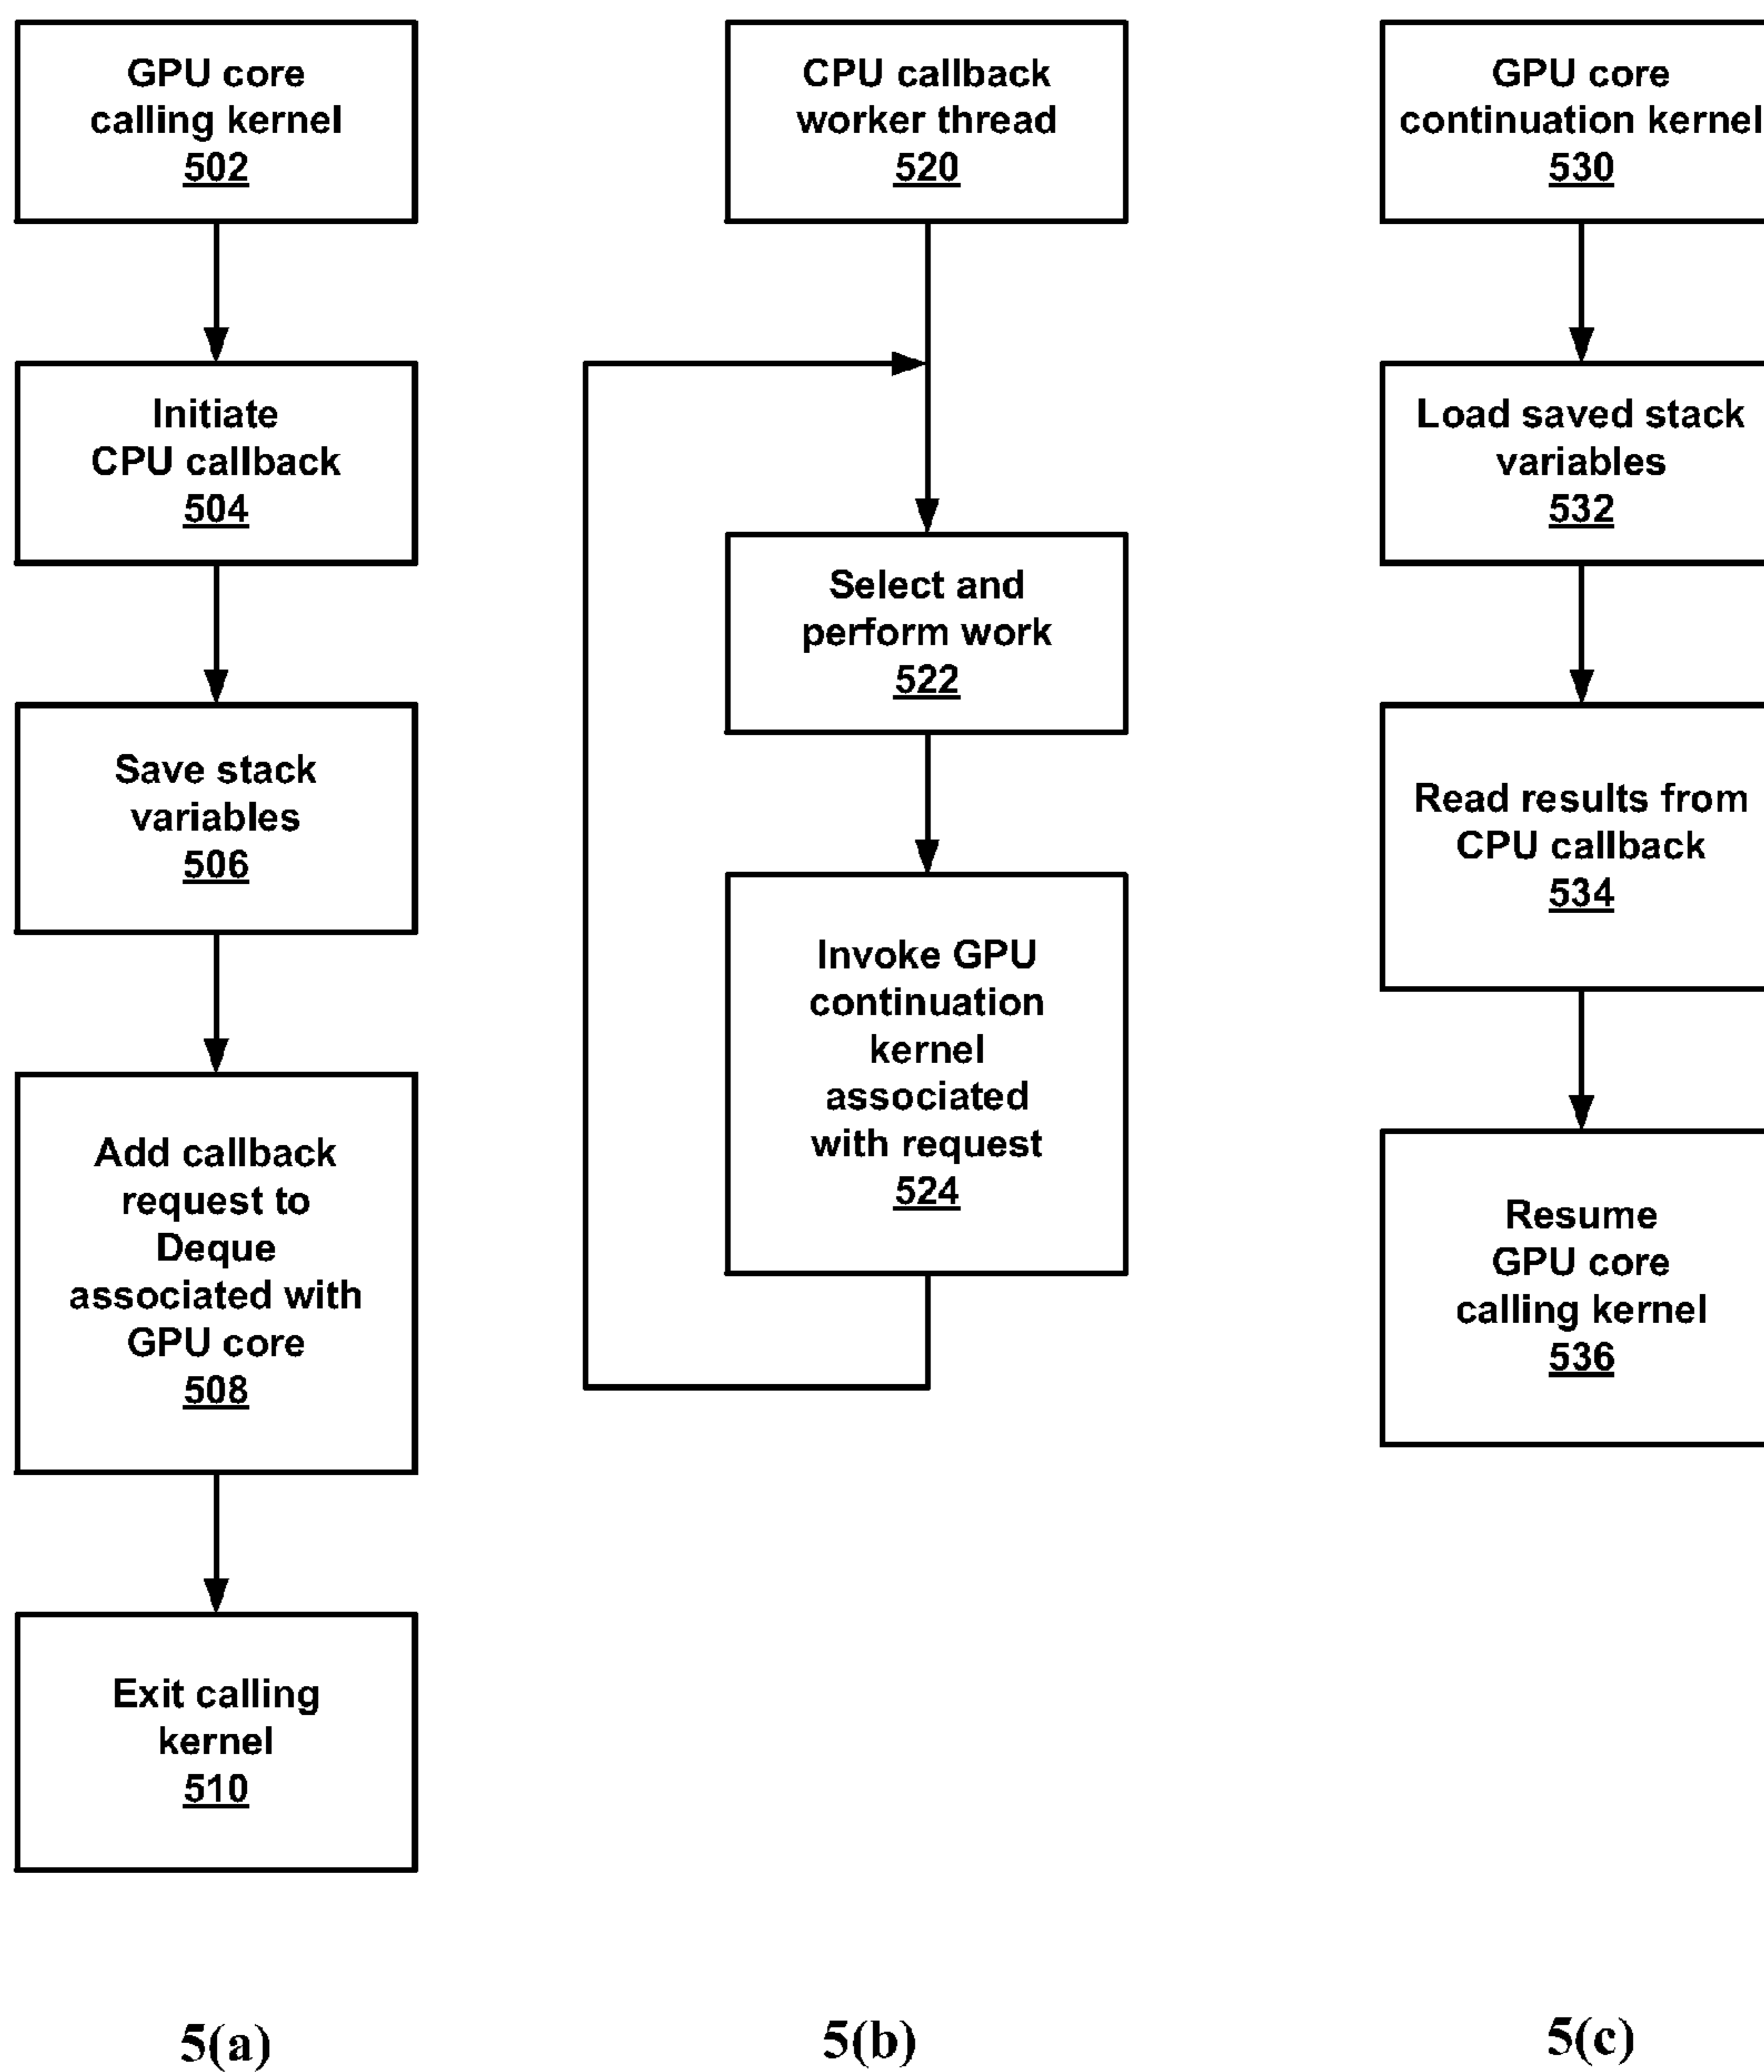 GPU core
calling kernel
502
Initiate
CPU callback
504
Save stack
variables
506
Add callback
request to
Deque
associated with
GPU core
508
Exit calling
kernel
510
5(a)
CPU callback
worker thread
520
Select and
perform work
522
Invoke GPU
continuation
kernel
associated
with request
524
5(b)
GPU core
continuation kernel
530
Load saved stack
variables
532
Read results from
CPU callback
534
Resume
GPU core
calling kernel
536
5(c)